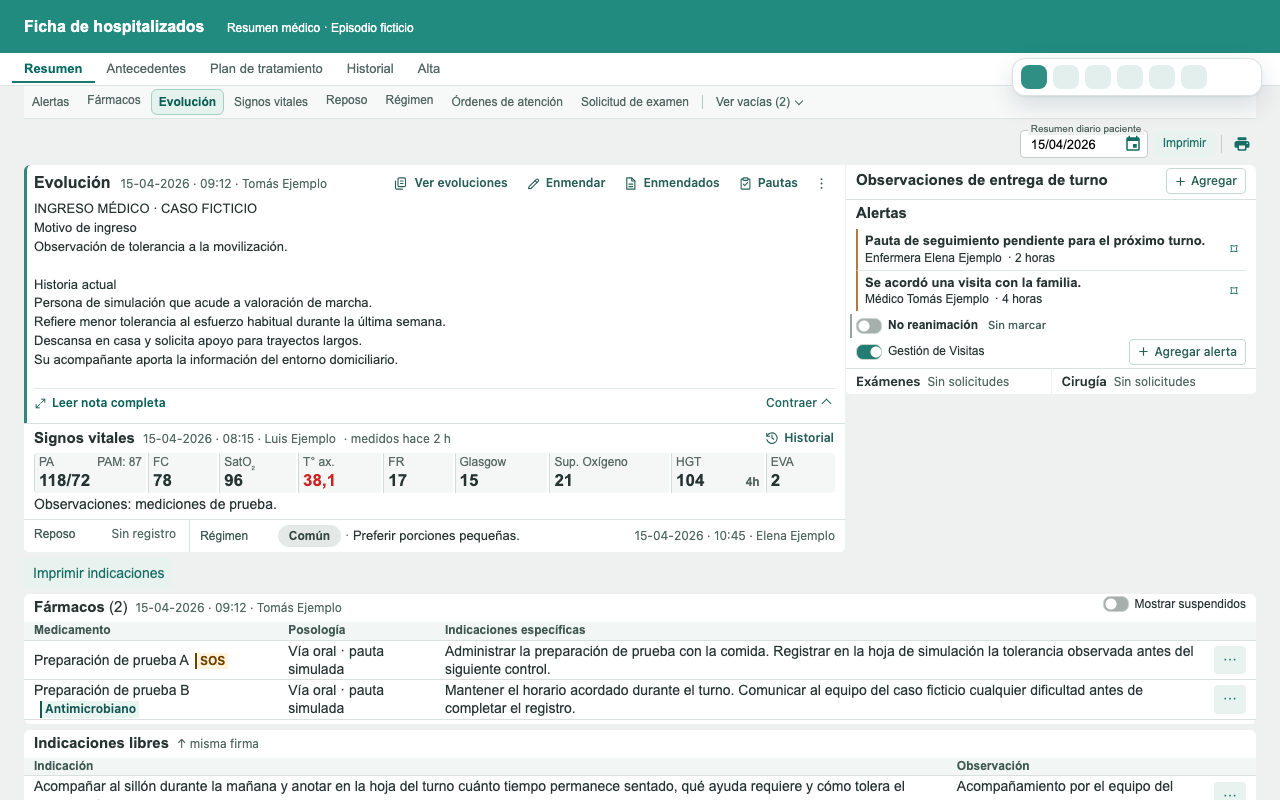 Ficha de hospitalizados
Resumen médico · Episodio ficticio
Resumen
Antecedentes
Plan de tratamiento
Historial
Alta
Alertas
Fármacos
Evolución
Signos vitales
Reposo
Régimen
Órdenes de atención
Solicitud de examen
Ver vacías (2)
Resumen diario paciente
15/04/2026
Imprimir
Evolución
15-04-2026 · 09:12 · Tomás Ejemplo
Ver evoluciones
Enmendar
Enmendados
Pautas
INGRESO MÉDICO · CASO FICTICIO
Motivo de ingreso
Observación de tolerancia a la movilización.
Historia actual
Persona de simulación que acude a valoración de marcha.
Refiere menor tolerancia al esfuerzo habitual durante la última semana.
Descansa en casa y solicita apoyo para trayectos largos.
Su acompañante aporta la información del entorno domiciliario.
Leer nota completa
Contraer
Observaciones de entrega de turno
+ Agregar
Alertas
Pauta de seguimiento pendiente para el próximo turno.
Enfermera Elena Ejemplo · 2 horas
Se acordó una visita con la familia.
Médico Tomás Ejemplo · 4 horas
No reanimación Sin marcar
Gestión de Visitas
+ Agregar alerta
Exámenes Sin solicitudes
Cirugía Sin solicitudes
Signos vitales
15-04-2026 · 08:15 · Luis Ejemplo · medidos hace 2 h
Historial
PA PAM: 87
118/72
FC
78
SatO2
96
T° ax.
38,1
FR
17
Glasgow
15
Sup. Oxígeno
21
HGT
104 4h
EVA
2
Observaciones: mediciones de prueba.
Reposo Sin registro
Régimen Común · Preferir porciones pequeñas.
15-04-2026 · 10:45 · Elena Ejemplo
Imprimir indicaciones
Fármacos (2) 15-04-2026 · 09:12 · Tomás Ejemplo
Mostrar suspendidos
Medicamento
Posología
Indicaciones específicas
Preparación de prueba A SOS
Vía oral · pauta
simulada
Administrar la preparación de prueba con la comida. Registrar en la hoja de simulación la tolerancia observada antes del
siguiente control.
Preparación de prueba B
Antimicrobiano
Vía oral · pauta
simulada
Mantener el horario acordado durante el turno. Comunicar al equipo del caso ficticio cualquier dificultad antes de
completar el registro.
Indicaciones libres ↑ misma firma
Indicación
Observación
Acompañar al sillón durante la mañana y anotar en la hoja del turno cuánto tiempo permanece sentado, qué ayuda requiere y cómo tolera el
Acompañamiento por el equipo del